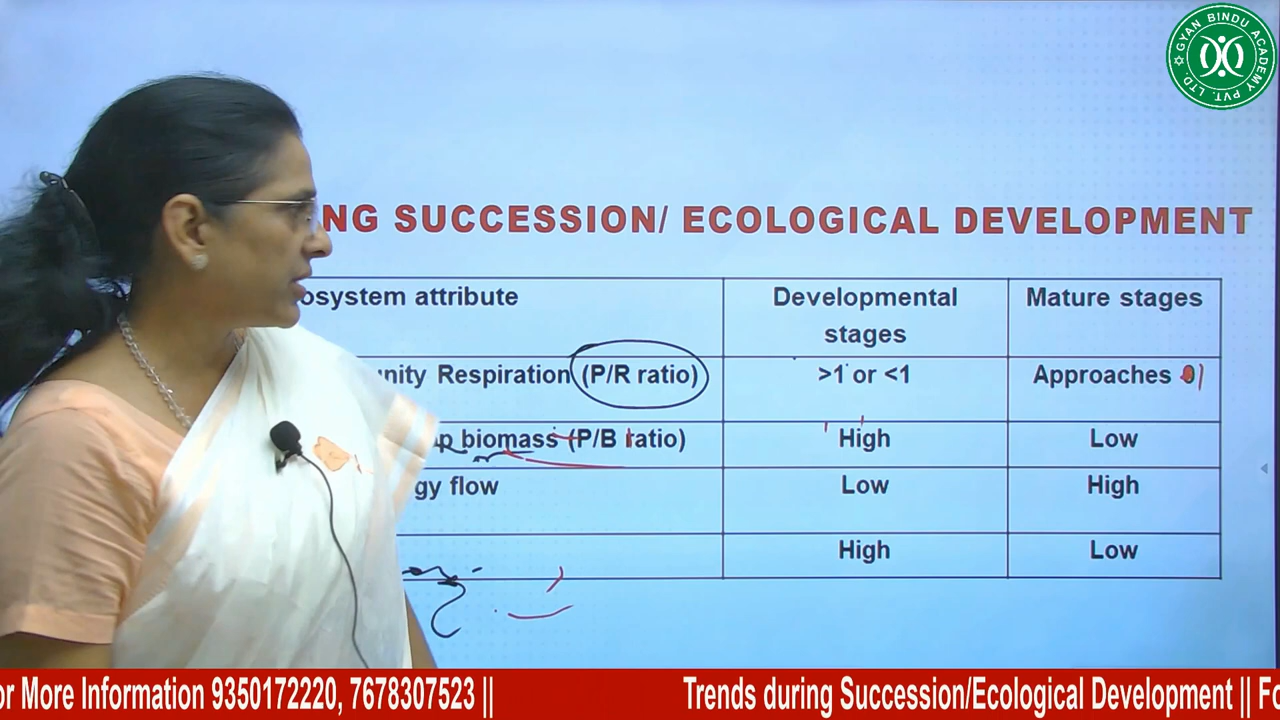 GYAN BINDU ACADEMY PVT. LTD.
NG SUCCESSION/ ECOLOGICAL DEVELOPMENT
osystem attribute
Developmental
stages
Mature stages
nity Respiration (P/R ratio)
>1 or <1
Approaches 1
biomass (P/B ratio)
High
Low
gy flow
Low
High
High
Low
or More Information 9350172220, 7678307523 ||
Trends during Succession/Ecological Development || Fo